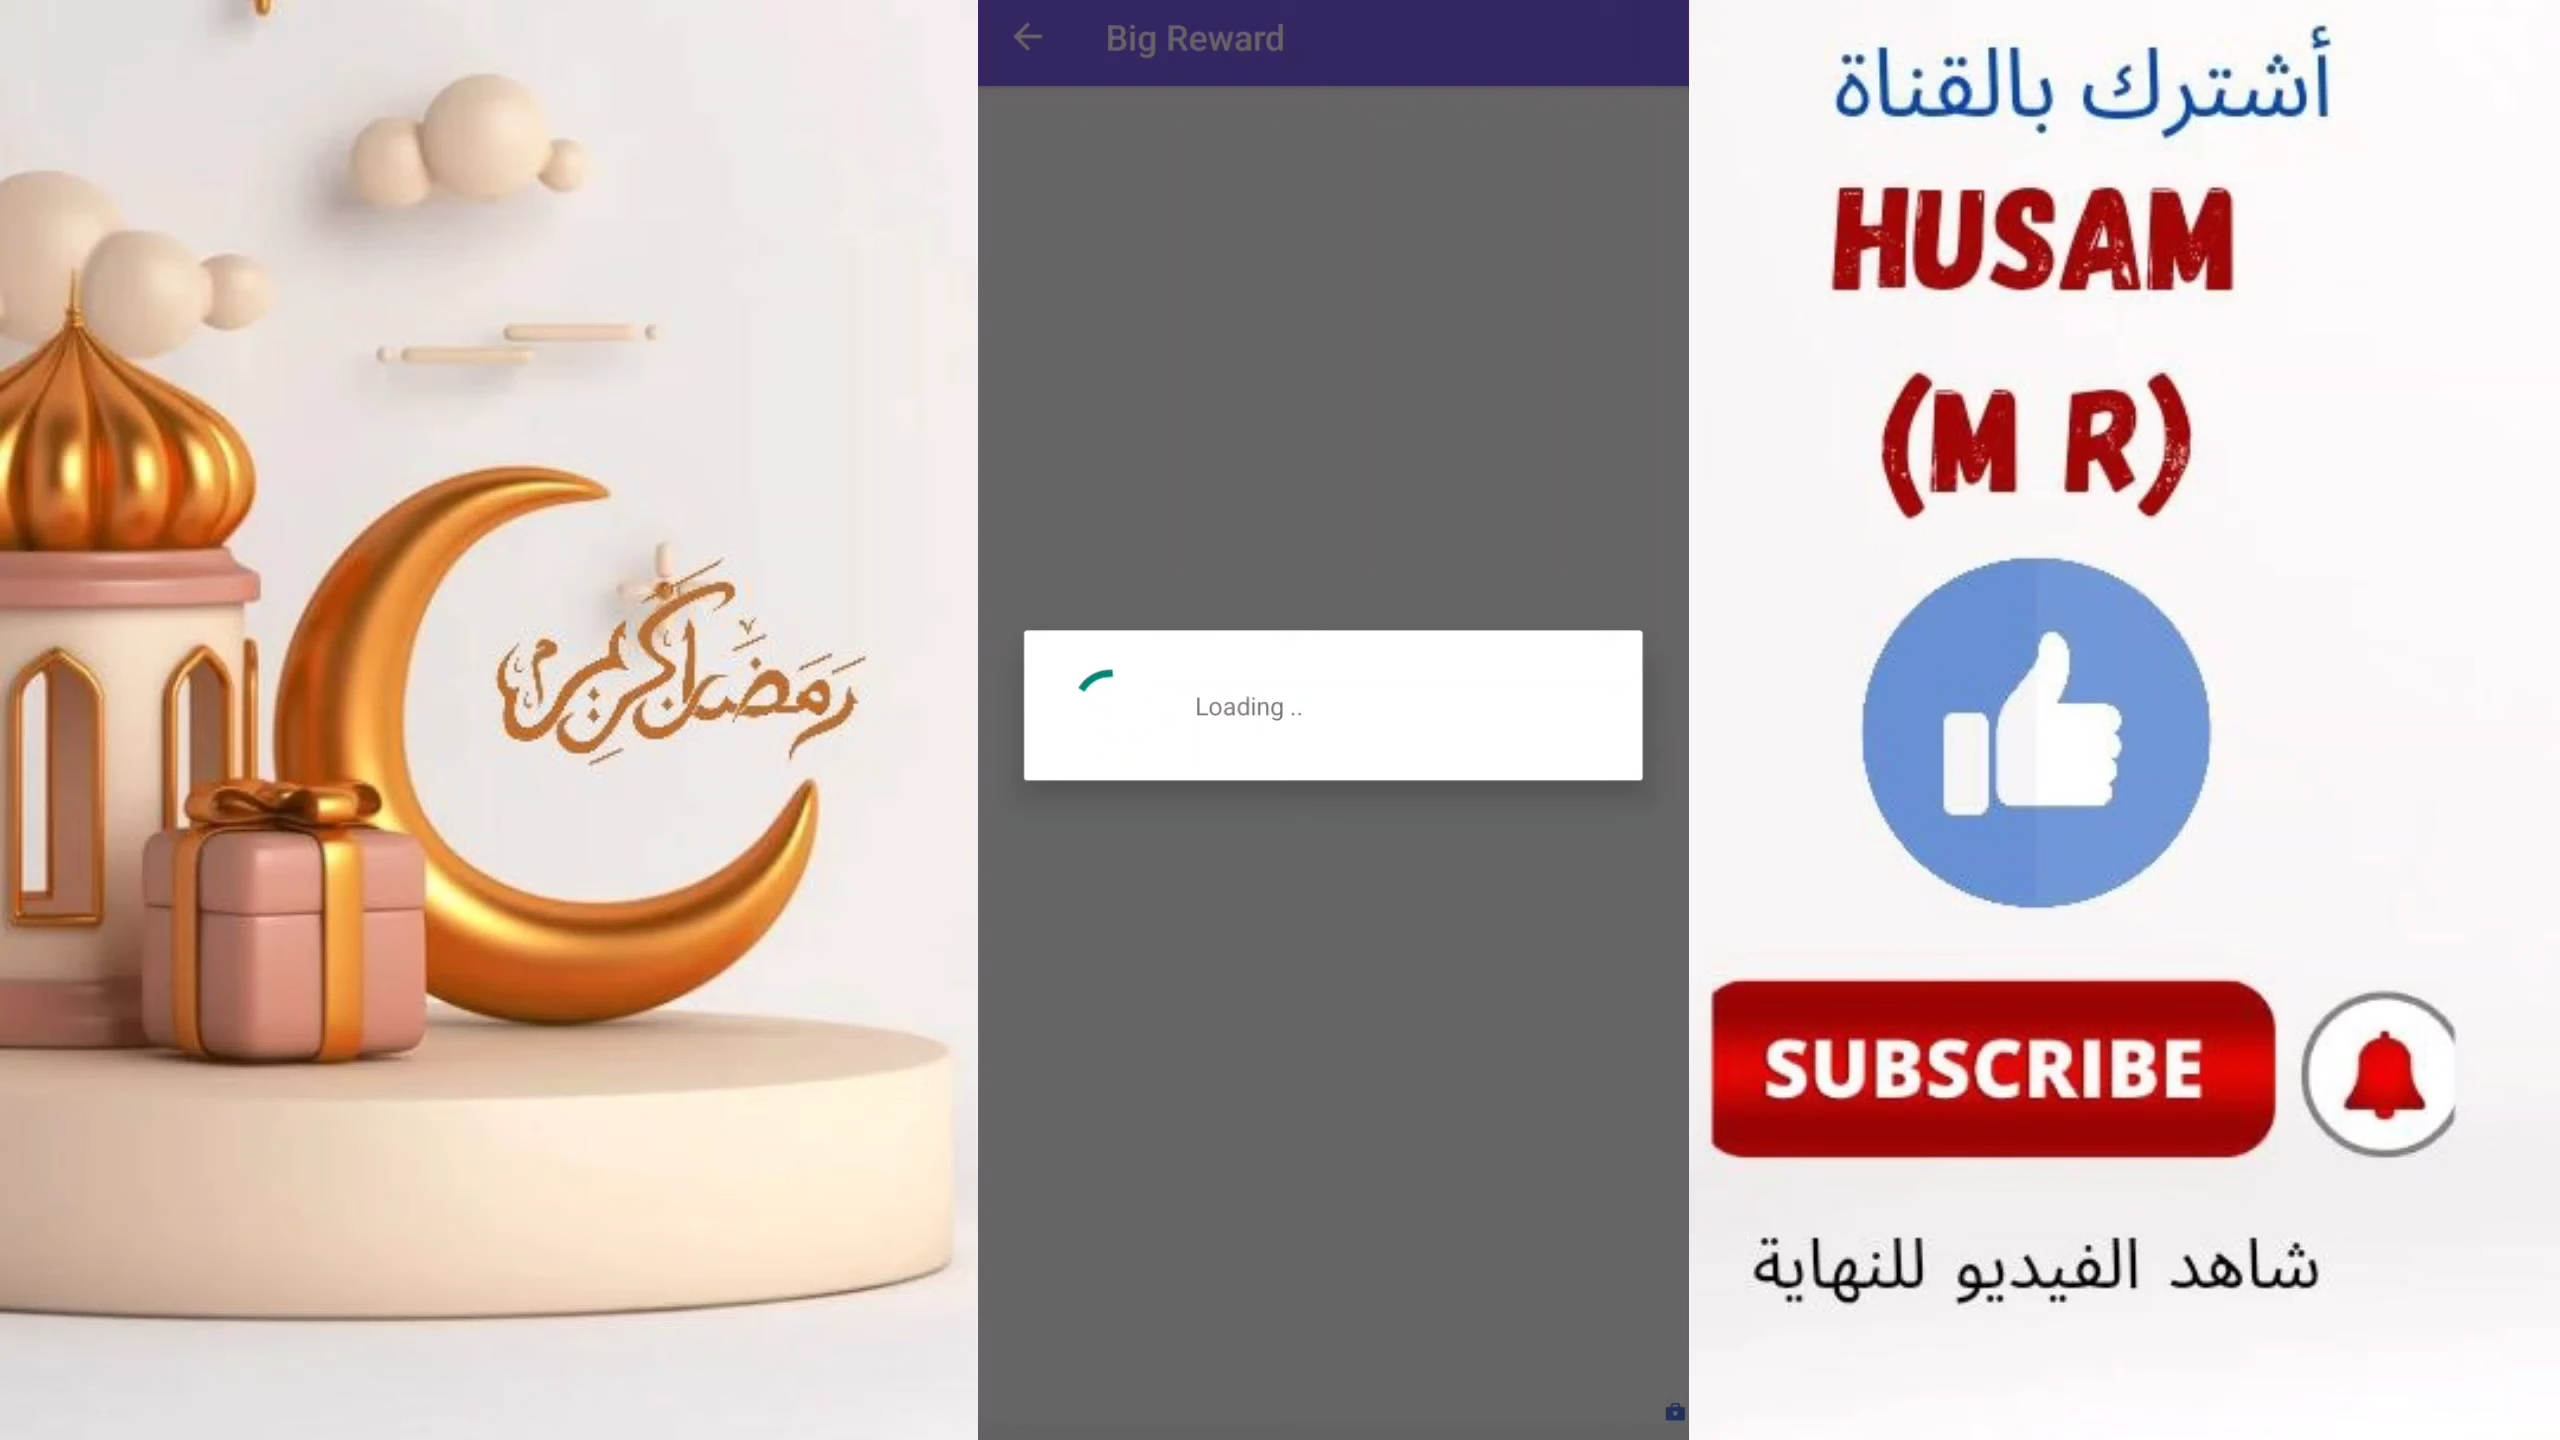 رمضان كريم
Big Reward
Loading ..
أشترك بالقناة
HUSAM
(M R)
SUBSCRIBE
شاهد الفيديو للنهاية